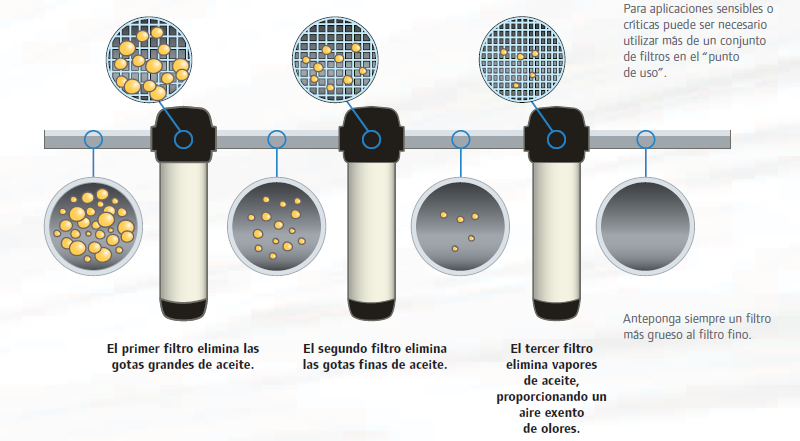 Para aplicaciones sensibles o
críticas puede ser necesario
utilizar más de un conjunto
de filtros en el "punto
de uso".
Anteponga siempre un filtro
más grueso al filtro fino.
El primer filtro elimina las
gotas grandes de aceite.
El segundo filtro elimina
las gotas finas de aceite.
El tercer filtro
elimina vapores
de aceite,
proporcionando un
aire exento
de olores.